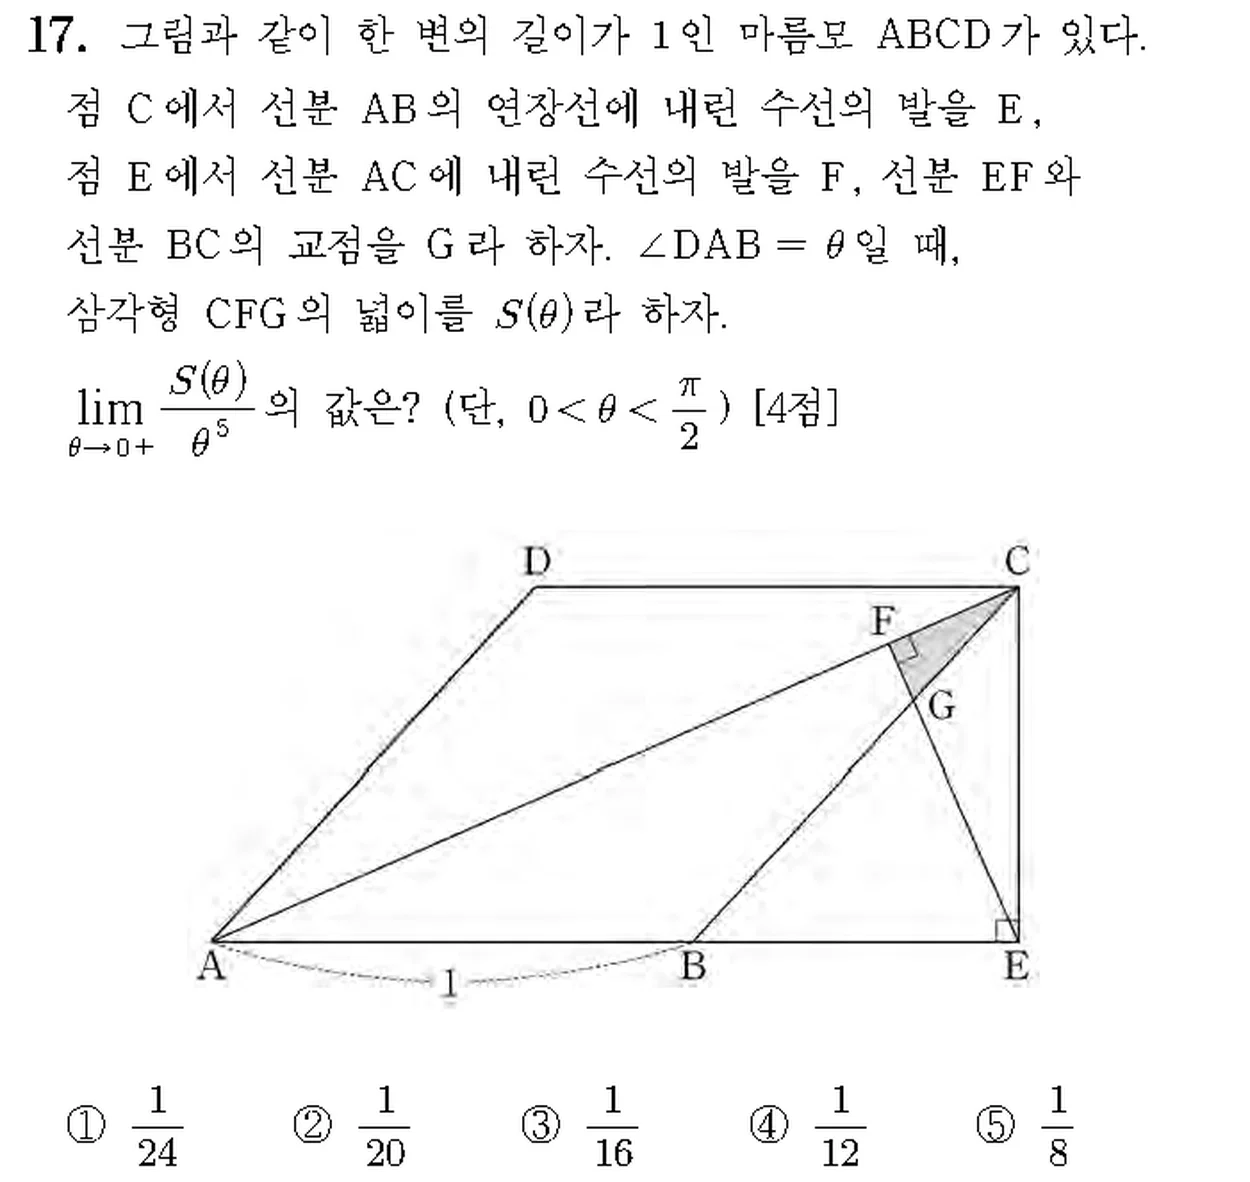 17. 그림과 같이 한 변의 길이가 1인 마름모 ABCD가 있다.
점 C에서 선분 AB의 연장선에 내린 수선의 발을 E,
점 E에서 선분 AC에 내린 수선의 발을 F, 선분 EF와
선분 BC의 교점을 G라 하자. ∠DAB = θ일 때,
삼각형 CFG의 넓이를 S(θ)라 하자.
lim θ→0+ S(θ)/θ⁵ 의 값은? (단, 0 < θ < π/2) [4점]
D C
F
G
A B E
1
① 1/24 ② 1/20 ③ 1/16 ④ 1/12 ⑤ 1/8